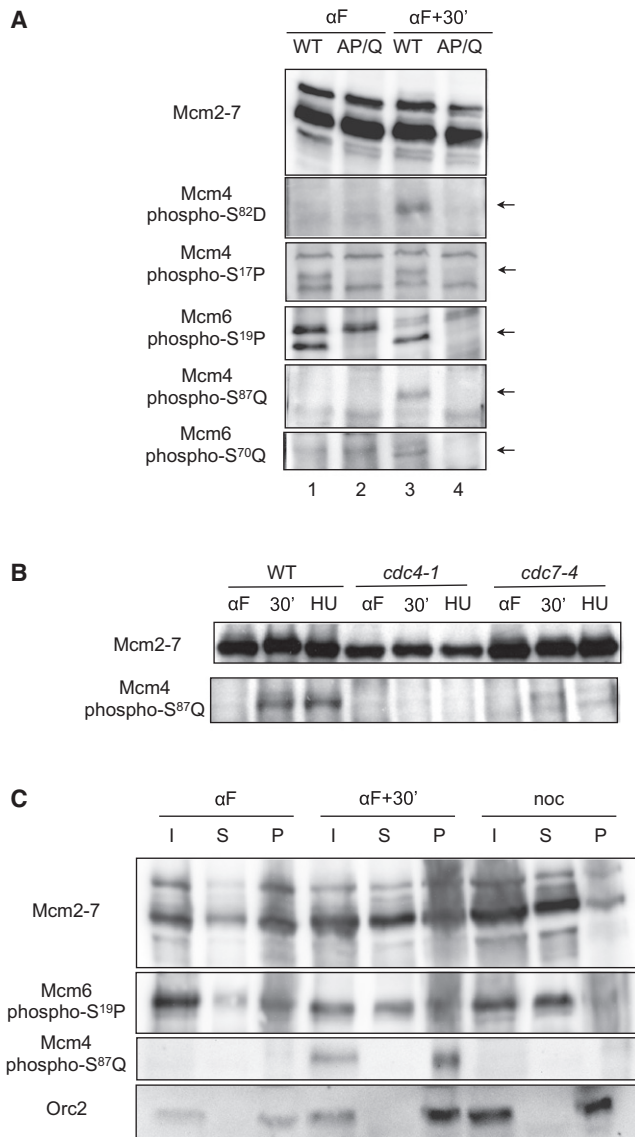 A
αF
αF+30'
WT AP/Q WT AP/Q
Mcm2-7
Mcm4
phospho-S⁸²D
Mcm4
phospho-S¹⁷P
Mcm6
phospho-S¹⁹P
Mcm4
phospho-S⁸⁷Q
Mcm6
phospho-S⁷⁰Q
1 2 3 4
B
WT cdc4-1 cdc7-4
αF 30' HU αF 30' HU αF 30' HU
Mcm2-7
Mcm4
phospho-S⁸⁷Q
C
αF αF+30' noc
I S P I S P I S P
Mcm2-7
Mcm6
phospho-S¹⁹P
Mcm4
phospho-S⁸⁷Q
Orc2